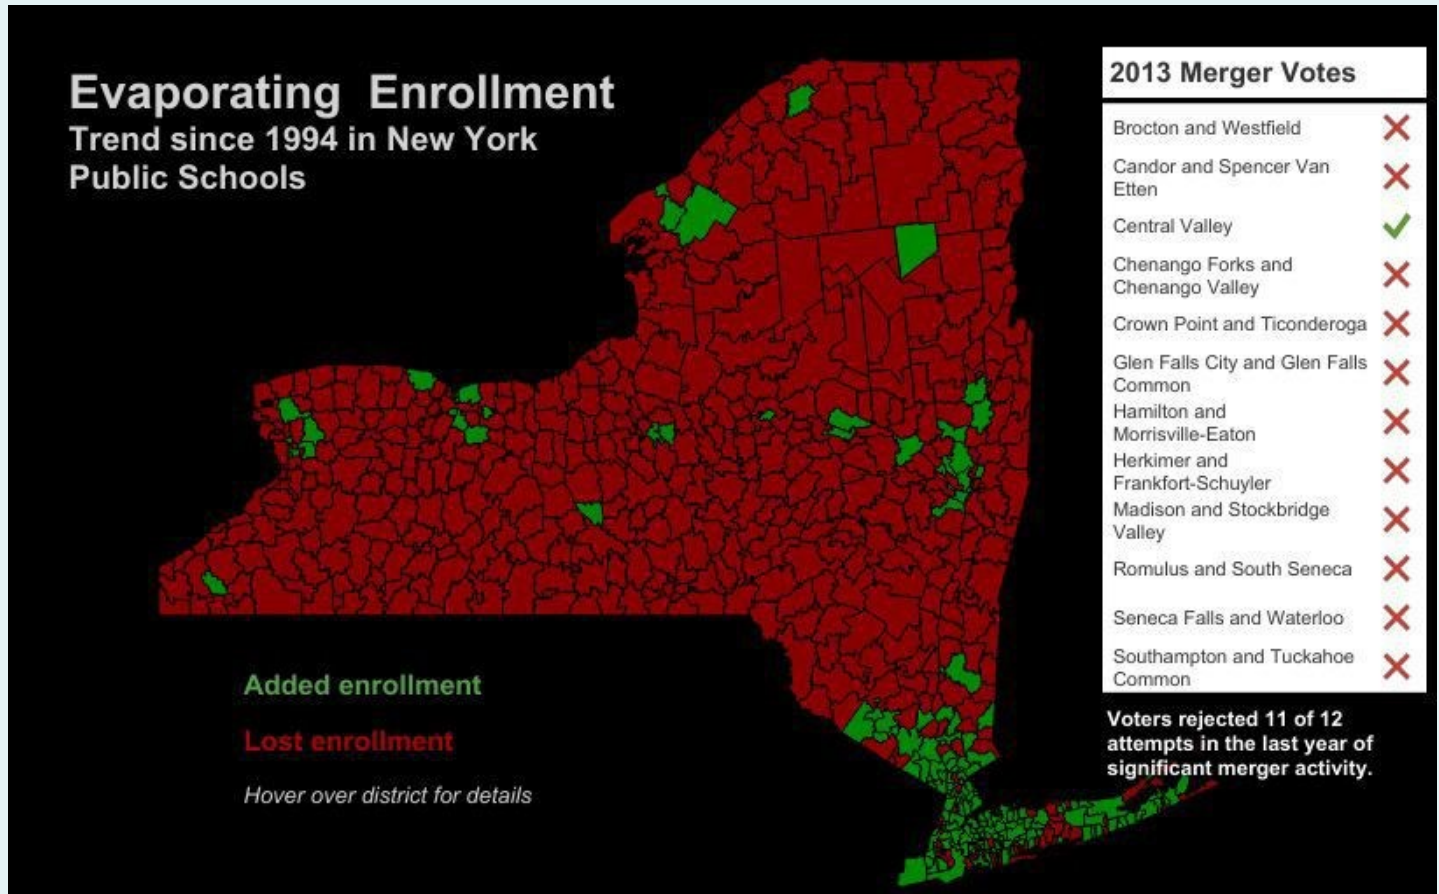 Evaporating Enrollment
Trend since 1994 in New York
Public Schools
Added enrollment
Lost enrollment
Hover over district for details
2013 Merger Votes
Brocton and Westfield
Candor and Spencer Van
Etten
Central Valley
Chenango Forks and
Chenango Valley
Crown Point and Ticonderoga
Glen Falls City and Glen Falls
Common
Hamilton and
Morrisville-Eaton
Herkimer and
Frankfort-Schuyler
Madison and Stockbridge
Valley
Romulus and South Seneca
Seneca Falls and Waterloo
Southampton and Tuckahoe
Common
Voters rejected 11 of 12
attempts in the last year of
significant merger activity.